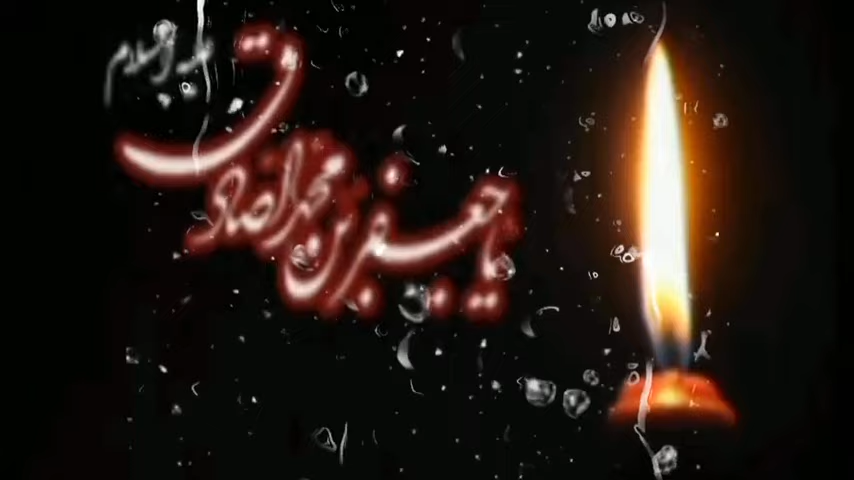 یا جعفر بن محمد الصادق
علیه السلام